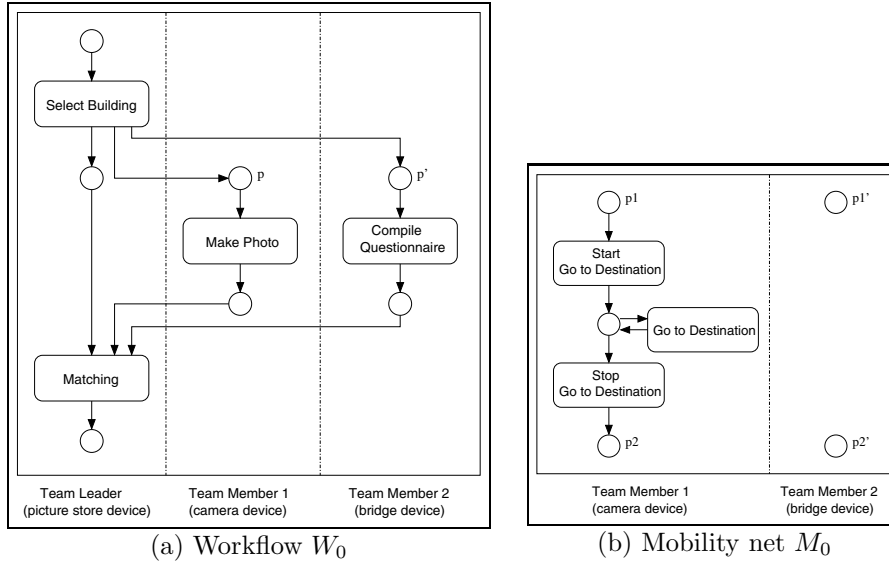 Select Building
p
p'
Make Photo
Compile
Questionnaire
Matching
Team Leader
(picture store device)
Team Member 1
(camera device)
Team Member 2
(bridge device)
(a) Workflow W0
p1
p1'
Start
Go to Destination
Go to Destination
Stop
Go to Destination
p2
p2'
Team Member 1
(camera device)
Team Member 2
(bridge device)
(b) Mobility net M0